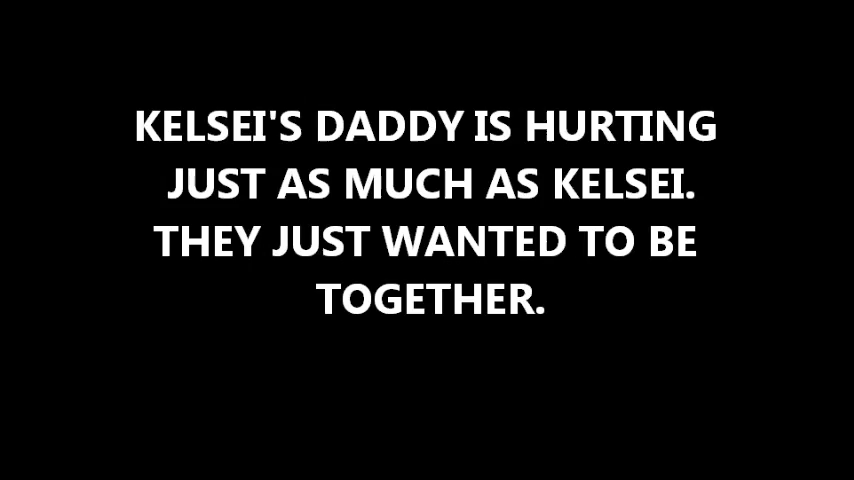 KELSEI'S DADDY IS HURTING
JUST AS MUCH AS KELSEI.
THEY JUST WANTED TO BE
TOGETHER.